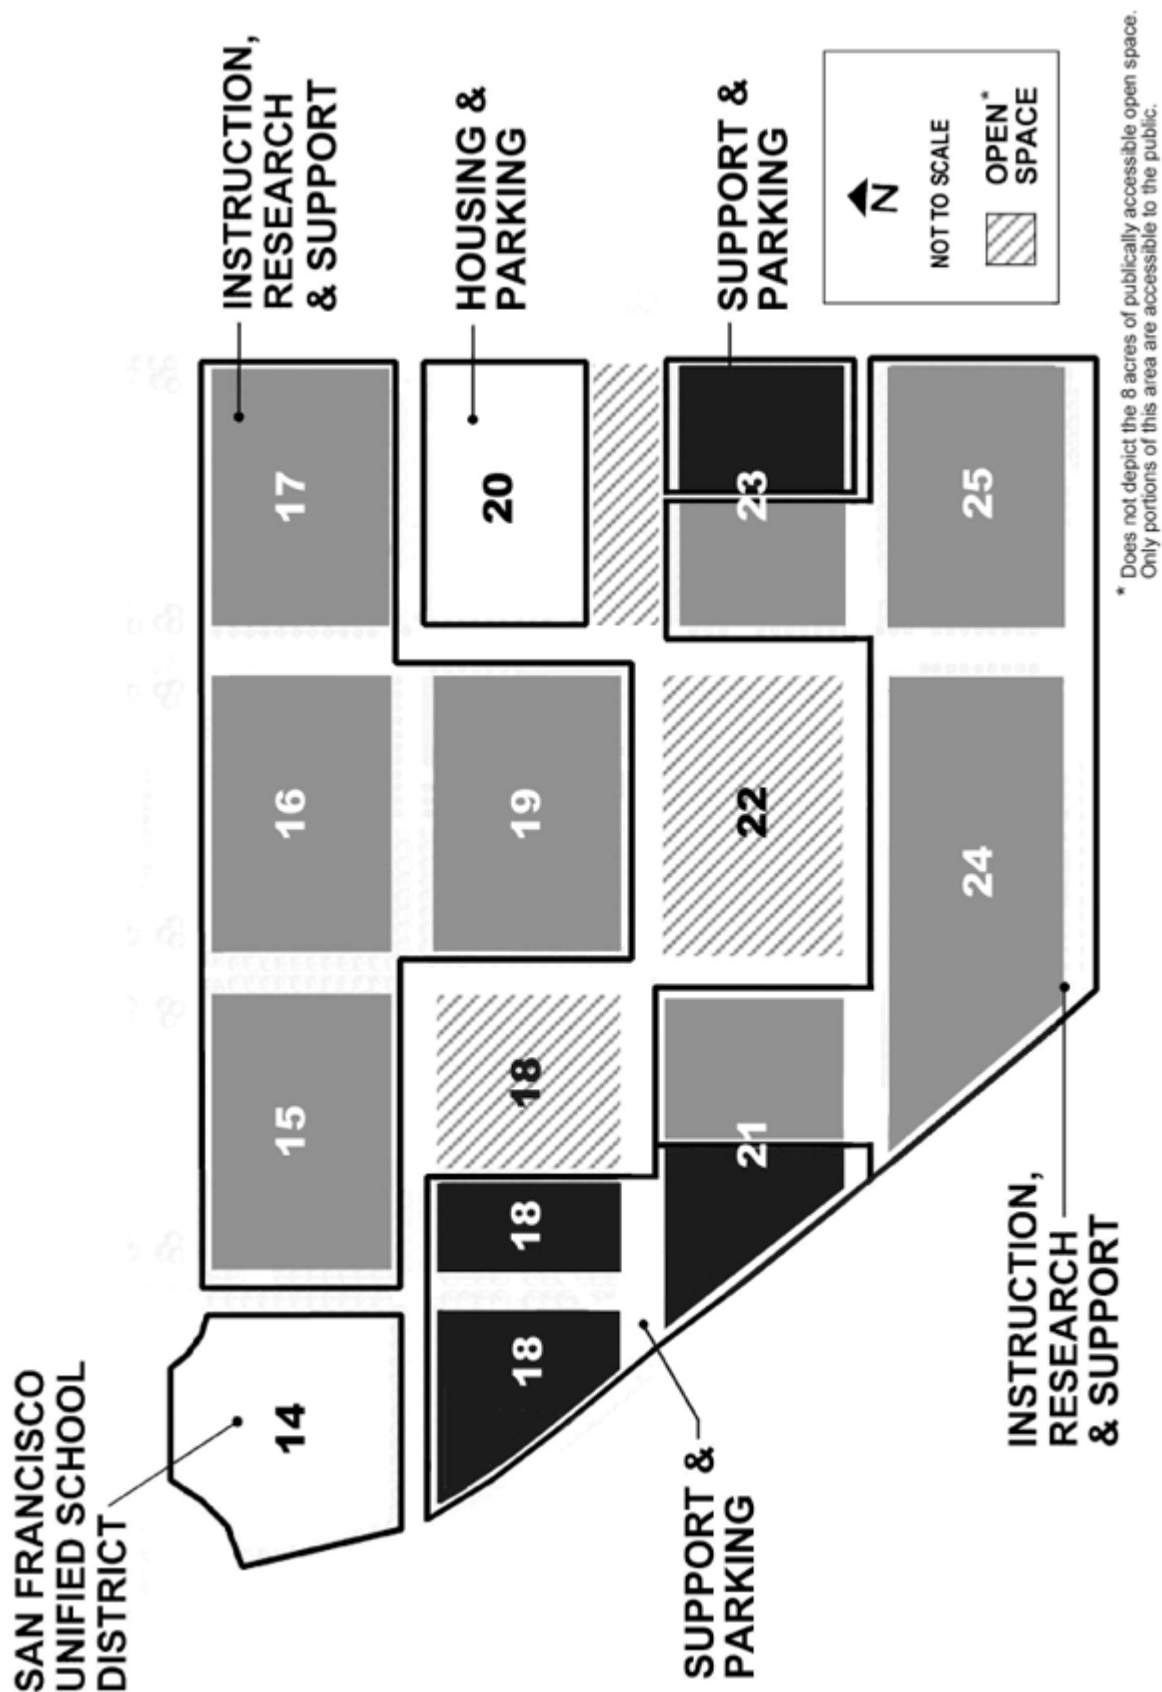 SAN FRANCISCO
UNIFIED SCHOOL
DISTRICT
INSTRUCTION,
RESEARCH
& SUPPORT
14
15
16
17
HOUSING &
PARKING
18
18
18
19
20
SUPPORT &
PARKING
SUPPORT &
PARKING
21
22
23
24
25
INSTRUCTION,
RESEARCH
& SUPPORT
N
NOT TO SCALE
OPEN*
SPACE
* Does not depict the 8 acres of publically accessible open space.
Only portions of this area are accessible to the public.